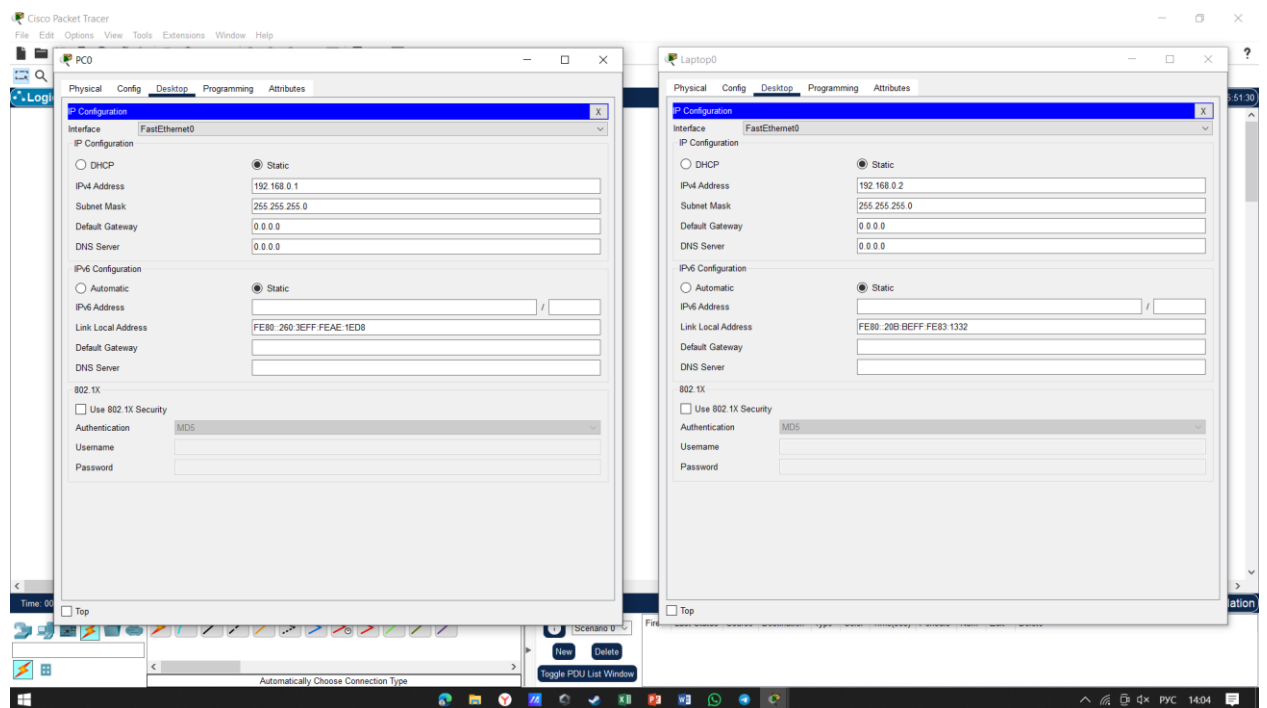 Cisco Packet Tracer
File Edit Options View Tools Extensions Window Help
?
Logi
5:51:30
PC0
Physical Config Desktop Programming Attributes
IP Configuration X
Interface FastEthernet0
IP Configuration
DHCP Static
IPv4 Address 192.168.0.1
Subnet Mask 255.255.255.0
Default Gateway 0.0.0.0
DNS Server 0.0.0.0
IPv6 Configuration
Automatic Static
IPv6 Address /
Link Local Address FE80::260:3EFF:FEAE:1ED8
Default Gateway
DNS Server
802.1X
Use 802.1X Security
Authentication MD5
Username
Password
Top
Laptop0
Physical Config Desktop Programming Attributes
IP Configuration X
Interface FastEthernet0
IP Configuration
DHCP Static
IPv4 Address 192.168.0.2
Subnet Mask 255.255.255.0
Default Gateway 0.0.0.0
DNS Server 0.0.0.0
IPv6 Configuration
Automatic Static
IPv6 Address /
Link Local Address FE80::20B:BEFF:FE83:1332
Default Gateway
DNS Server
802.1X
Use 802.1X Security
Authentication MD5
Username
Password
Top
Time: 00
lation
Scenario 0
Fire
New Delete
Toggle PDU List Window
Automatically Choose Connection Type
РУС 14:04